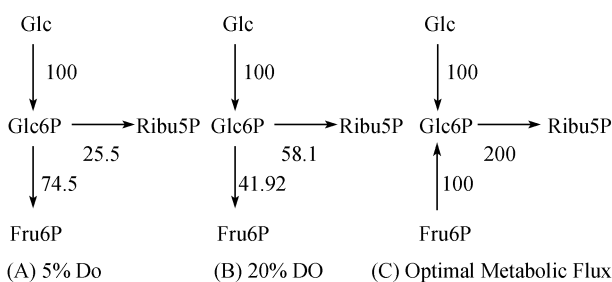 Glc Glc Glc
100 100 100
Glc6P Ribu5P Glc6P Ribu5P Glc6P Ribu5P
25.5 58.1 200
74.5 41.92 100
Fru6P Fru6P Fru6P
(A) 5% Do (B) 20% DO (C) Optimal Metabolic Flux